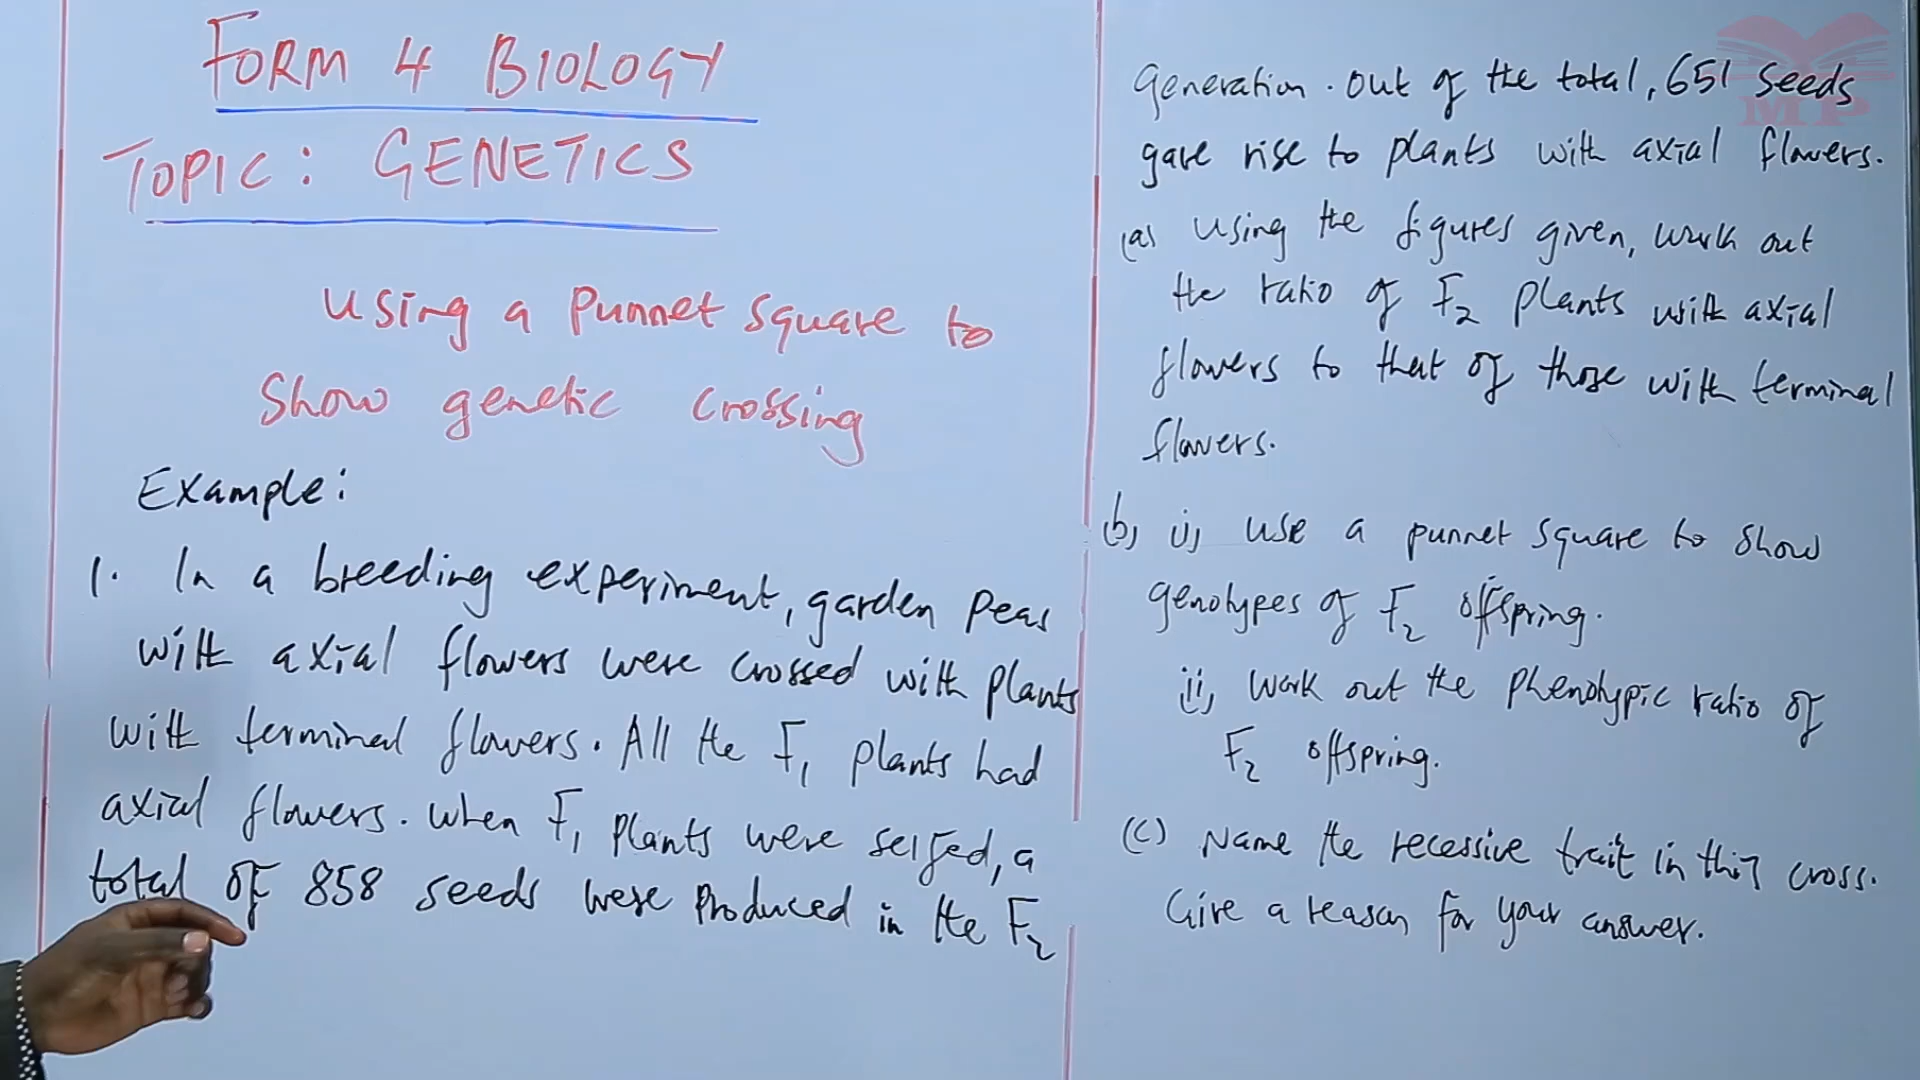 FORM 4 BIOLOGY
TOPIC: GENETICS
Using a punnet square to
Show genetic crossing
Example:
1. In a breeding experiment, garden peas
with axial flowers were crossed with plants
with terminal flowers. All the F1 plants had
axial flowers. When F1 plants were selfed, a
total of 858 seeds were produced in the F2
Generation. Out of the total, 651 seeds
gave rise to plants with axial flowers.
(a) Using the figures given, work out
the ratio of F2 plants with axial
flowers to that of those with terminal
flowers.
(b) i) Use a punnet square to show
genotypes of F2 offspring.
ii) Work out the phenotypic ratio of
F2 offspring.
(C) Name the recessive trait in this cross.
Give a reason for your answer.
MP